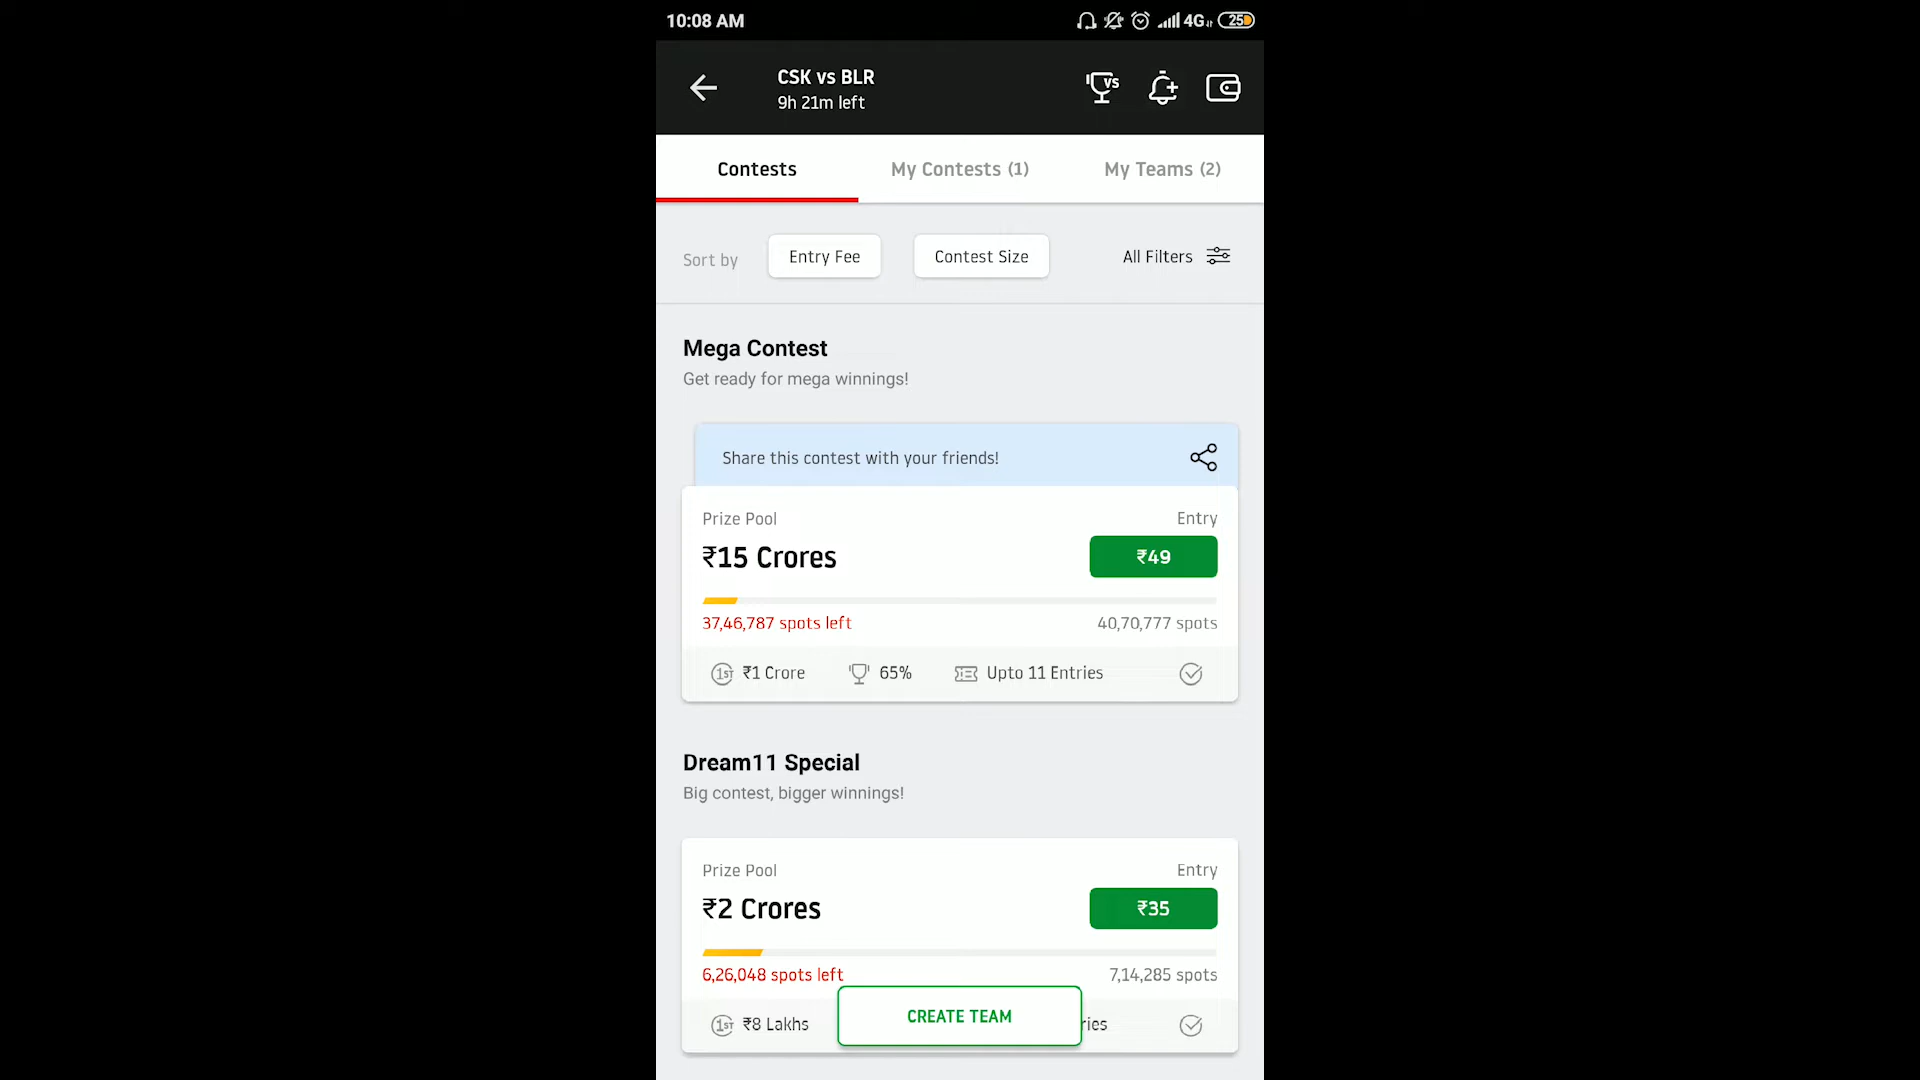 10:08 AM
4G 25
CSK vs BLR
9h 21m left
VS
Contests
My Contests (1)
My Teams (2)
Sort by
Entry Fee
Contest Size
All Filters
Mega Contest
Get ready for mega winnings!
Share this contest with your friends!
Prize Pool
Entry
₹15 Crores
₹49
37,46,787 spots left
40,70,777 spots
1ST ₹1 Crore
65%
Upto 11 Entries
Dream11 Special
Big contest, bigger winnings!
Prize Pool
Entry
₹2 Crores
₹35
6,26,048 spots left
7,14,285 spots
1ST ₹8 Lakhs
CREATE TEAM
ries